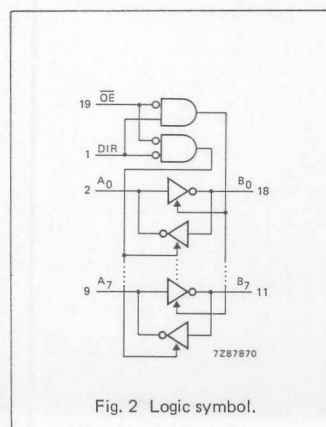 19 OE
1 DIR
2 A0 B0 18
9 A7 B7 11
7Z87870
Fig. 2 Logic symbol.